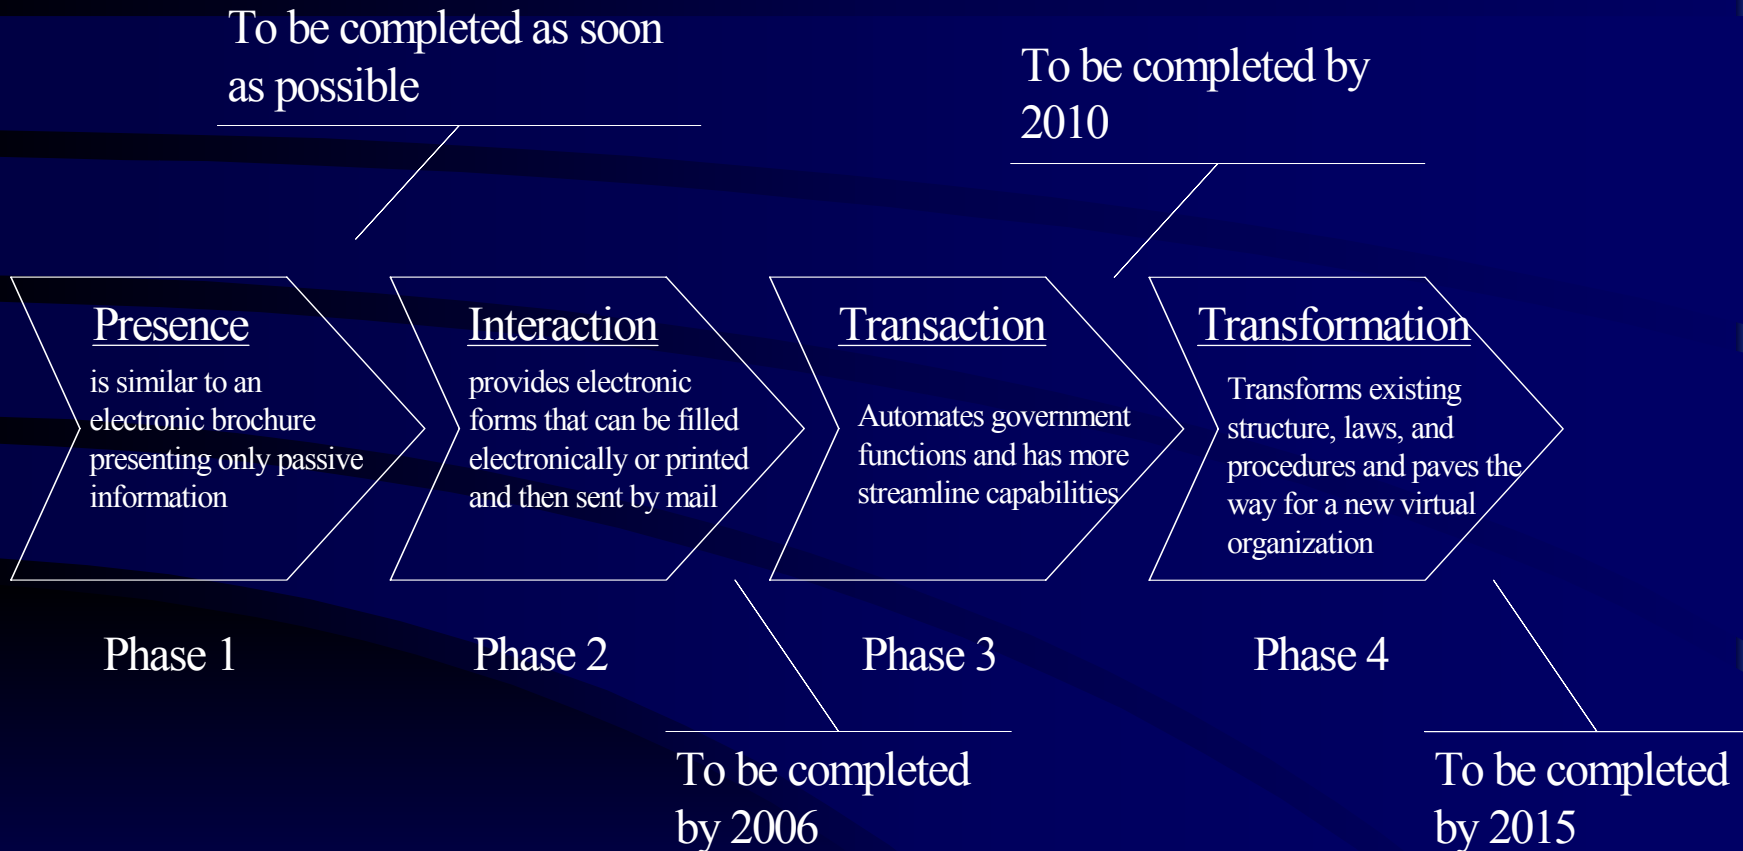 To be completed as soon
as possible
To be completed by
2010
Presence
is similar to an
electronic brochure
presenting only passive
information
Interaction
provides electronic
forms that can be filled
electronically or printed
and then sent by mail
Transaction
Automates government
functions and has more
streamline capabilities
Transformation
Transforms existing
structure, laws, and
procedures and paves the
way for a new virtual
organization
Phase 1
Phase 2
Phase 3
Phase 4
To be completed
by 2006
To be completed
by 2015